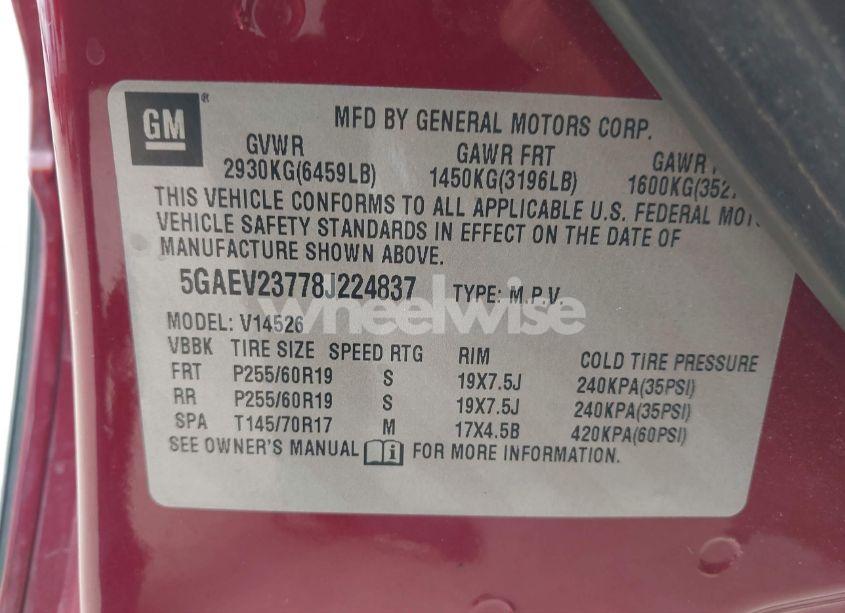 GM ®
MFD BY GENERAL MOTORS CORP.
GVWR GAWR FRT GAWR
2930KG(6459LB) 1450KG(3196LB) 1600KG(352
THIS VEHICLE CONFORMS TO ALL APPLICABLE U.S. FEDERAL
VEHICLE SAFETY STANDARDS IN EFFECT ON THE DATE OF
MANUFACTURE SHOWN ABOVE.
5GAEV23778J224837 TYPE: M.P.V.
wheelwise
MODEL: V14526
VBBK TIRE SIZE SPEED RTG RIM COLD TIRE PRESSURE
FRT P255/60R19 S 19X7.5J 240KPA(35PSI)
RR P255/60R19 S 19X7.5J 240KPA(35PSI)
SPA T145/70R17 M 17X4.5B 420KPA(60PSI)
SEE OWNER'S MANUAL i FOR MORE INFORMATION.